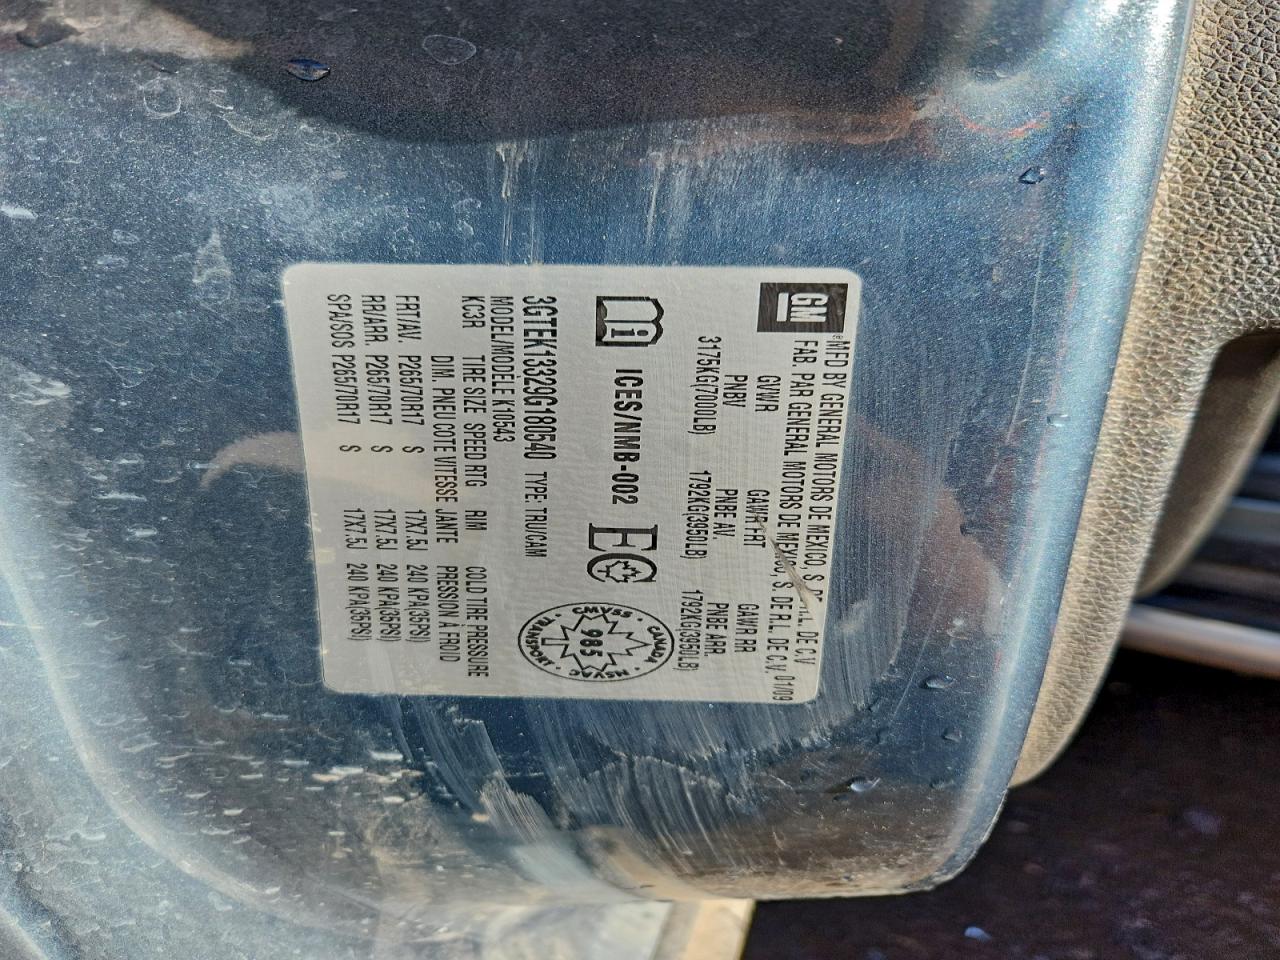 GM
®MFD BY GENERAL MOTORS DE MEXICO, S. DE R.L. DE C.V
FAB. PAR GENERAL MOTORS DE MEXICO, S. DE R.L. DE C.V. 01/09
GVWR GAWR FRT GAWR RR
PNBV PNBE AV. PNBE ARR
3175KG(7000LB) 1792KG(3950LB) 1792KG(3950LB)
i ICES/NMB-002 EC
CANADA • NSVAC • TRANSPORT • CMVSS
985
3GTEK13329G180540 TYPE: TRU/CAM
MODEL/MODÈLE K10543
KC3R TIRE SIZE SPEED RTG RIM COLD TIRE PRESSURE
DIM. PNEU COTE VITESSE JANTE PRESSION À FROID
FRT/AV. P265/70R17 S 17X7.5J 240 KPA(35PSI)
RR/ARR. P265/70R17 S 17X7.5J 240 KPA(35PSI)
SPA/SDS P265/70R17 S 17X7.5J 240 KPA(35PSI)